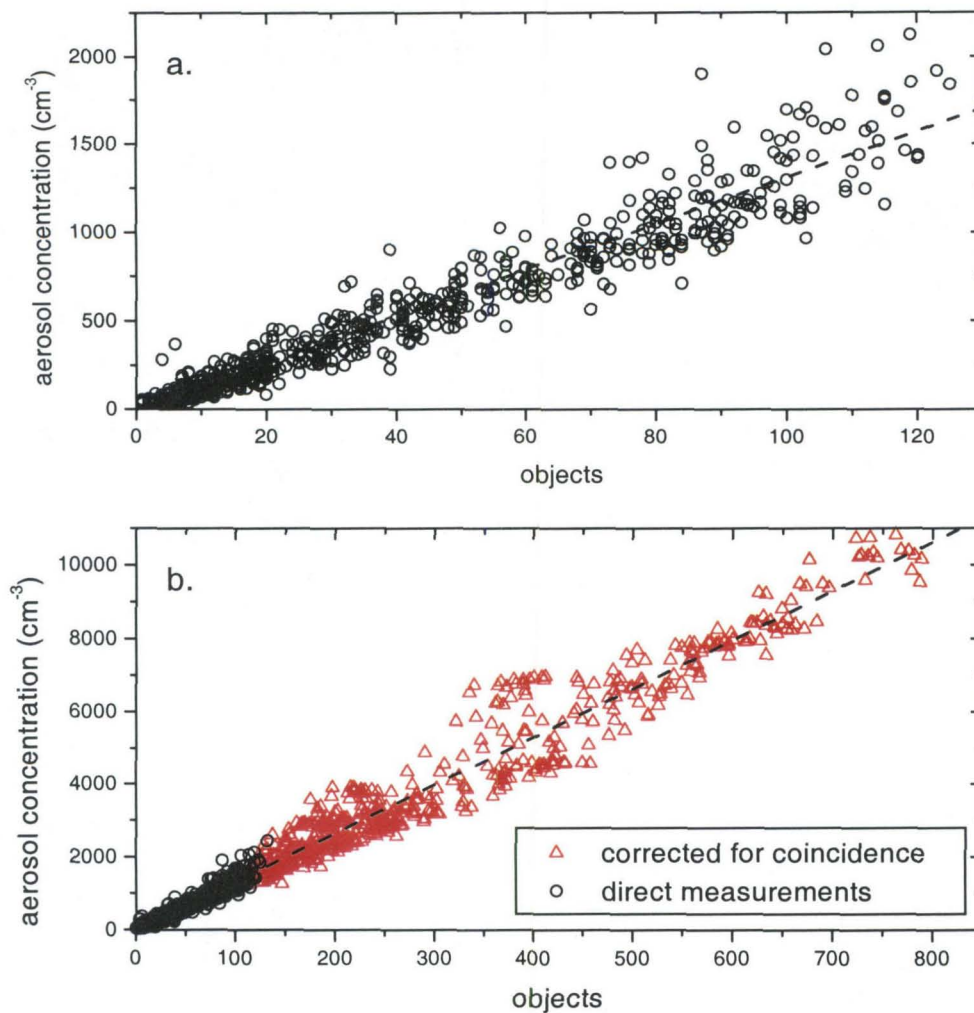 a.
2000
1500
1000
500
0
aerosol concentration (cm⁻³)
0 20 40 60 80 100 120
objects
b.
10000
8000
6000
4000
2000
0
aerosol concentration (cm⁻³)
corrected for coincidence
direct measurements
0 100 200 300 400 500 600 700 800
objects